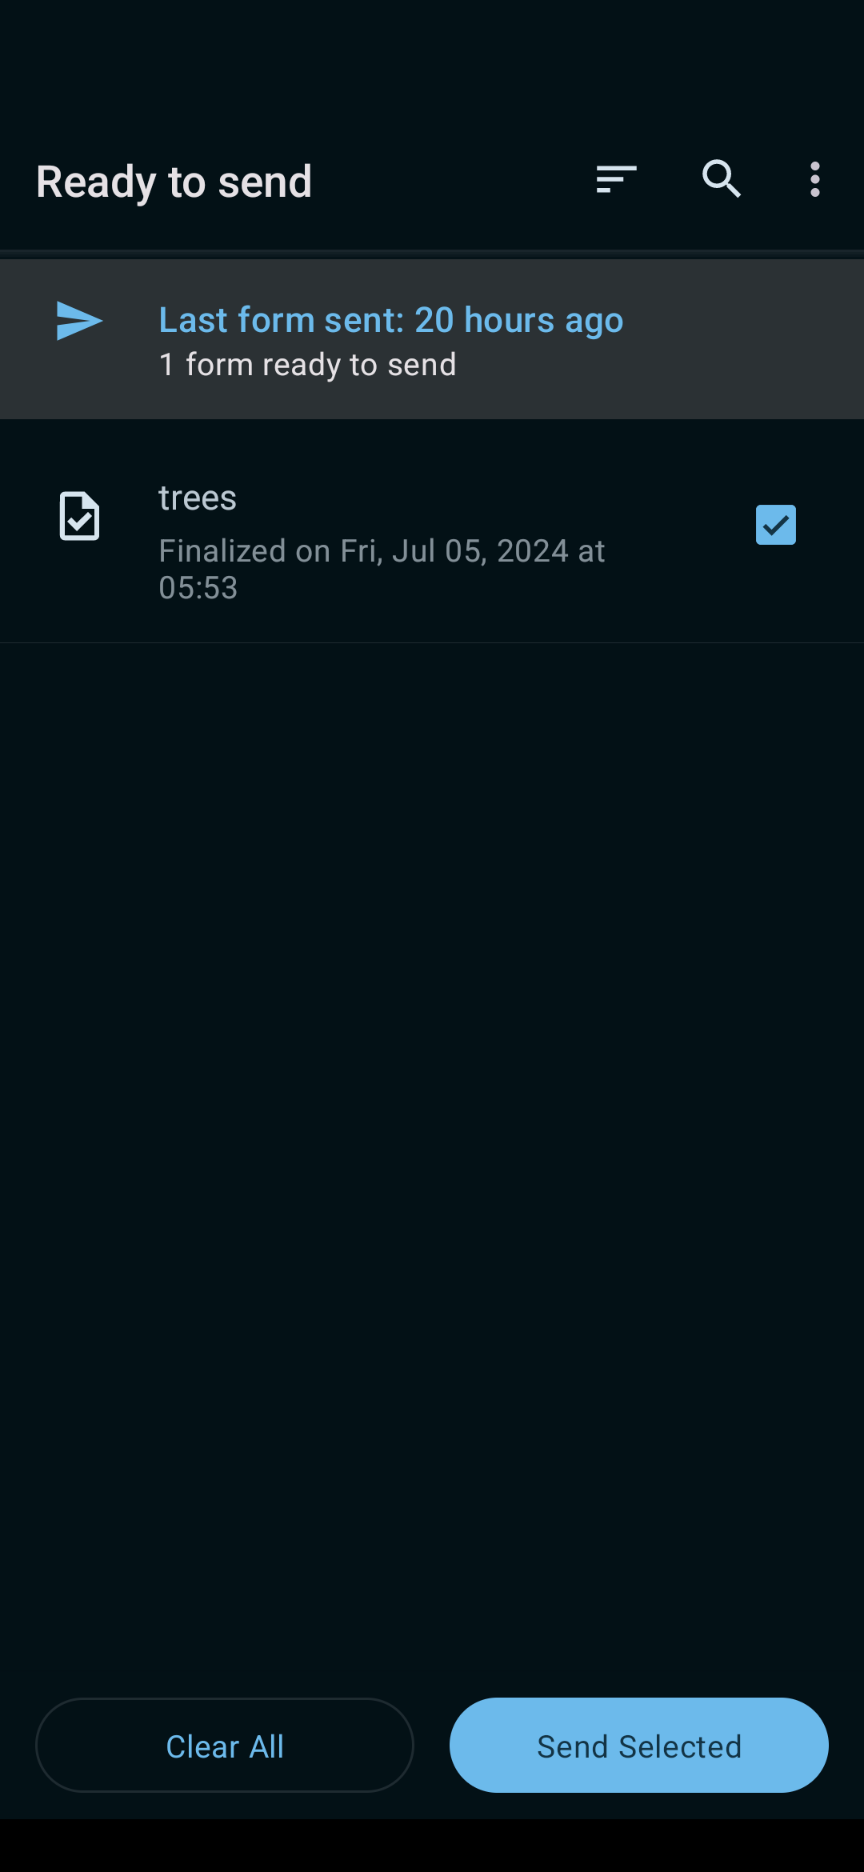 Ready to send
Last form sent: 20 hours ago
1 form ready to send
trees
Finalized on Fri, Jul 05, 2024 at
05:53
Clear All
Send Selected